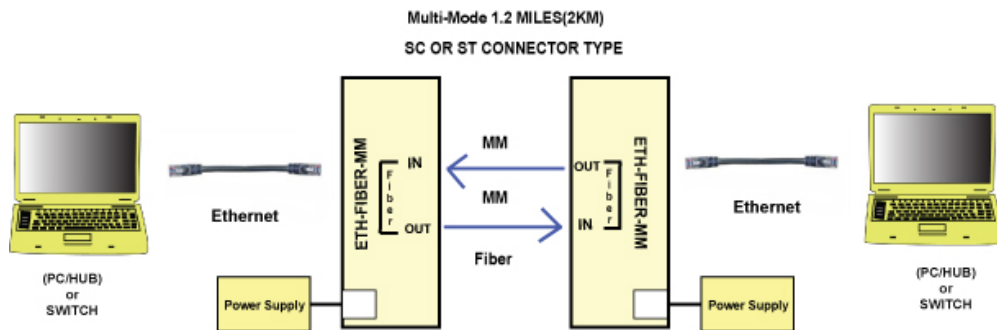 Multi-Mode 1.2 MILES(2KM)
SC OR ST CONNECTOR TYPE
Ethernet
(PC/HUB)
or
SWITCH
Power Supply
ETH-FIBER-MM
Fiber
IN
OUT
MM
MM
Fiber
OUT
IN
Fiber
ETH-FIBER-MM
Power Supply
Ethernet
(PC/HUB)
or
SWITCH